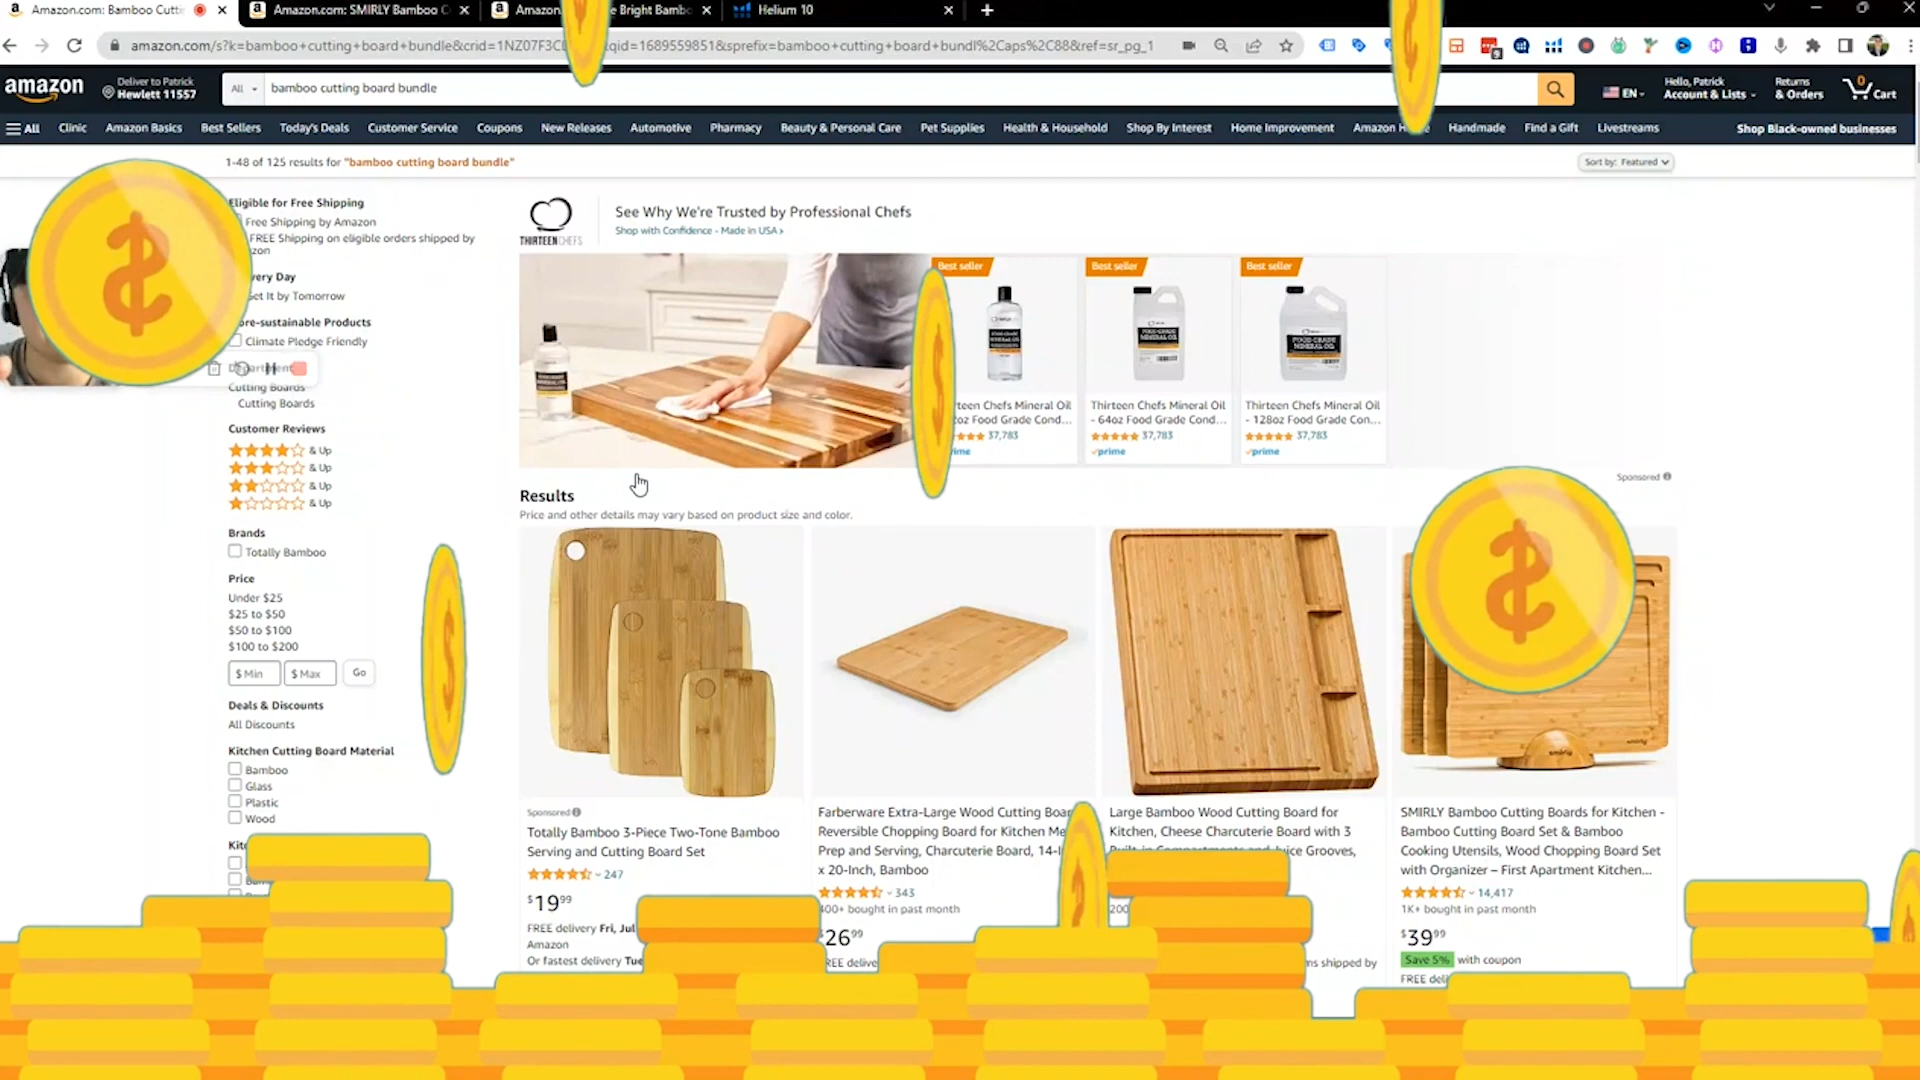 Amazon.com: Bamboo Cutti
Amazon.com: SMIRLY Bamboo C
Amazon
e Bright Bambo
Helium 10
amazon.com/s?k=bamboo+cutting+board+bundle&crid=1NZ07F3C
qid=1689559851&sprefix=bamboo+cutting+board+bundl%2Caps%2C88&ref=sr_pg_1
amazon
Deliver to Patrick
Hewlett 11557
All
bamboo cutting board bundle
EN
Hello, Patrick
Account & Lists
Returns
& Orders
0
Cart
All
Clinic
Amazon Basics
Best Sellers
Today's Deals
Customer Service
Coupons
New Releases
Automotive
Pharmacy
Beauty & Personal Care
Pet Supplies
Health & Household
Shop By Interest
Home Improvement
Amazon H
Handmade
Find a Gift
Livestreams
Shop Black-owned businesses
1-48 of 125 results for "bamboo cutting board bundle"
Sort by: Featured
Eligible for Free Shipping
Free Shipping by Amazon
FREE Shipping on eligible orders shipped by
zon
very Day
Get It by Tomorrow
ore-sustainable Products
Climate Pledge Friendly
Department
Cutting Boards
Cutting Boards
Customer Reviews
& Up
& Up
& Up
& Up
Brands
Totally Bamboo
Price
Under $25
$25 to $50
$50 to $100
$100 to $200
$ Min
$ Max
Go
Deals & Discounts
All Discounts
Kitchen Cutting Board Material
Bamboo
Glass
Plastic
Wood
Kitc
THIRTEEN CHEFS
See Why We're Trusted by Professional Chefs
Shop with Confidence - Made in USA ›
Best seller
Best seller
Best seller
FOOD GRADE
MINERAL OIL
FOOD GRADE
MINERAL OIL
rteen Chefs Mineral Oil
2oz Food Grade Cond...
37,783
ime
Thirteen Chefs Mineral Oil
- 64oz Food Grade Cond...
37,783
prime
Thirteen Chefs Mineral Oil
- 128oz Food Grade Con...
37,783
prime
Sponsored
Results
Price and other details may vary based on product size and color.
smirly
smirly
Sponsored
Totally Bamboo 3-Piece Two-Tone Bamboo
Serving and Cutting Board Set
247
$19 99
FREE delivery Fri, Jul
Amazon
Or fastest delivery Tue
Farberware Extra-Large Wood Cutting Boar
Reversible Chopping Board for Kitchen Me
Prep and Serving, Charcuterie Board, 14-I
x 20-Inch, Bamboo
343
400+ bought in past month
$26 99
REE delive
Large Bamboo Wood Cutting Board for
Kitchen, Cheese Charcuterie Board with 3
Built-in Compartments and Juice Grooves,
200
ns shipped by
SMIRLY Bamboo Cutting Boards for Kitchen -
Bamboo Cutting Board Set & Bamboo
Cooking Utensils, Wood Chopping Board Set
with Organizer – First Apartment Kitchen...
14,417
1K+ bought in past month
$39 99
Save 5% with coupon
FREE deli